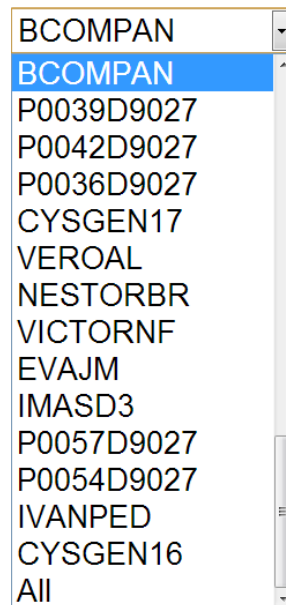 BCOMPAN
BCOMPAN
P0039D9027
P0042D9027
P0036D9027
CYSGEN17
VEROAL
NESTORBR
VICTORNF
EVAJM
IMASD3
P0057D9027
P0054D9027
IVANPED
CYSGEN16
All